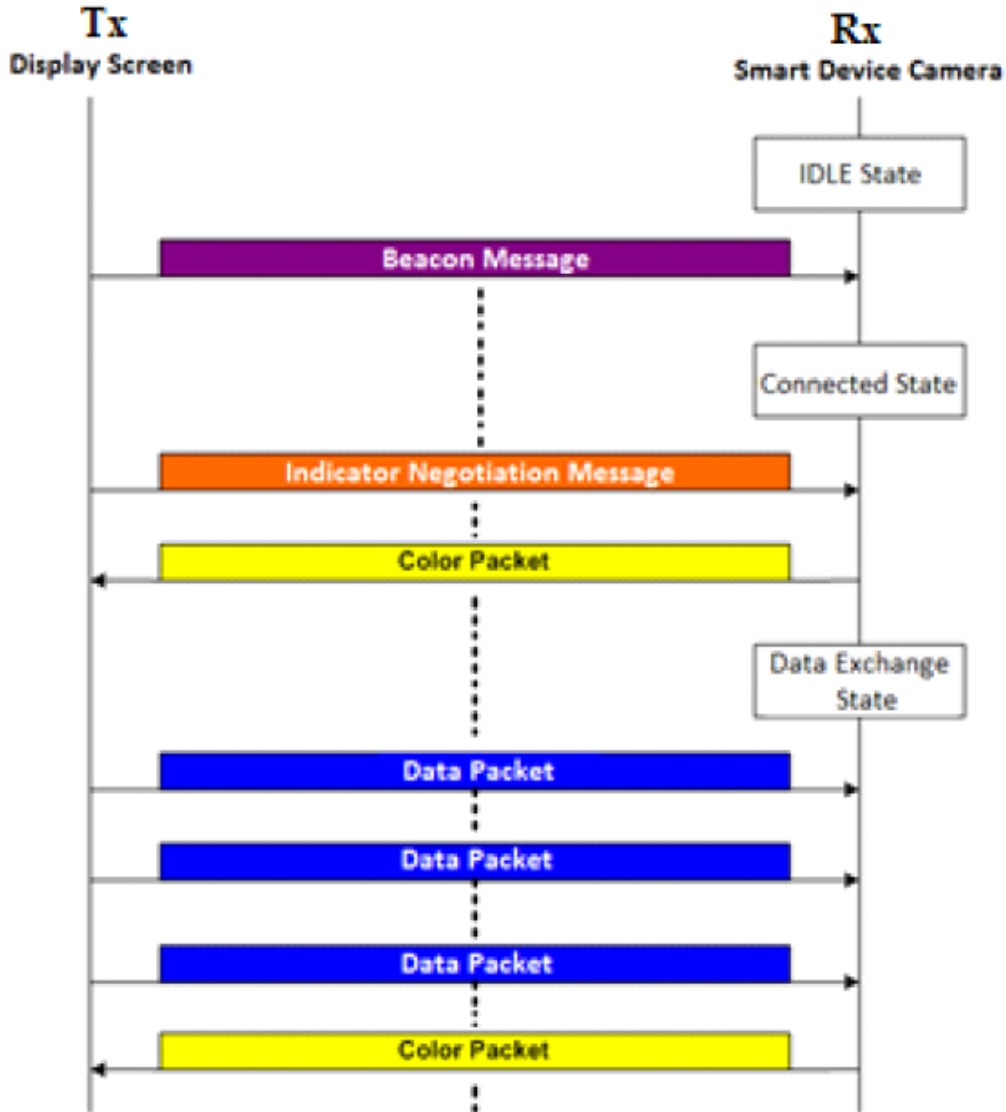 Tx
Display Screen
Rx
Smart Device Camera
IDLE State
Beacon Message
Connected State
Indicator Negotiation Message
Color Packet
Data Exchange
State
Data Packet
Data Packet
Data Packet
Color Packet